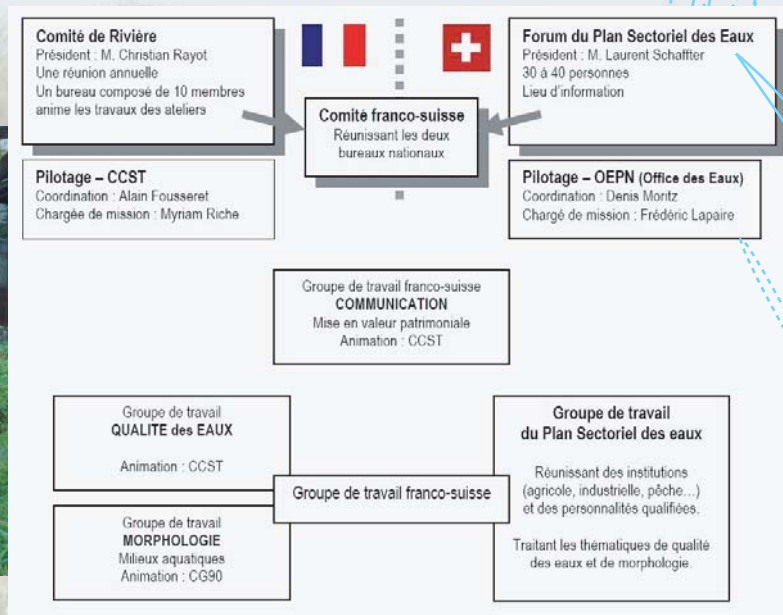 Comité de Rivière
Président : M. Christian Rayot
Une réunion annuelle
Un bureau composé de 10 membres
anime les travaux des ateliers
Forum du Plan Sectoriel des Eaux
Président : M. Laurent Schaffter
30 à 40 personnes
Lieu d'information
Comité franco-suisse
Réunissant les deux
bureaux nationaux
Pilotage – CCST
Coordination : Alain Fousseret
Chargée de mission : Myriam Riche
Pilotage – OEPN (Office des Eaux)
Coordination : Denis Moritz
Chargé de mission : Frédéric Lapaire
Groupe de travail franco-suisse
COMMUNICATION
Mise en valeur patrimoniale
Animation : CCST
Groupe de travail
QUALITE des EAUX
Animation : CCST
Groupe de travail
MORPHOLOGIE
Milieux aquatiques
Animation : CG90
Groupe de travail franco-suisse
Groupe de travail
du Plan Sectoriel des eaux
Réunissant des institutions
(agricole, industrielle, pêche…)
et des personnalités qualifiées.
Traitant les thématiques de qualité
des eaux et de morphologie.